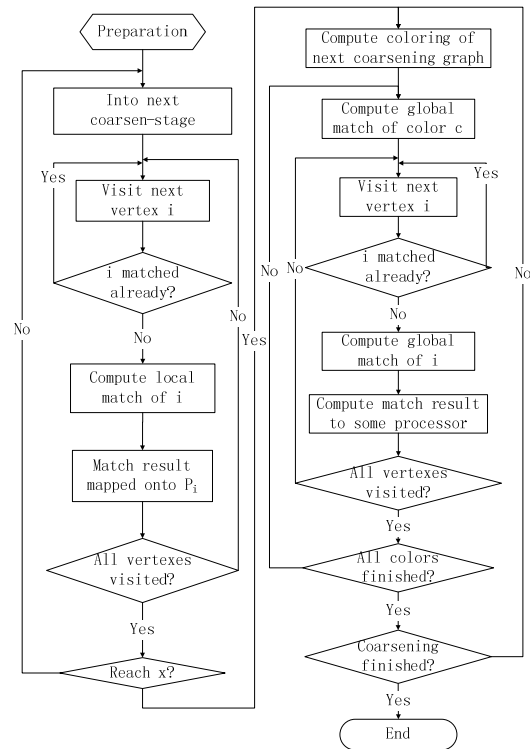 Preparation
Into next
coarsen-stage
Yes
Visit next
vertex i
i matched
already?
No
No
No
Compute local
match of i
Match result
mapped onto Pi
All vertexes
visited?
Yes
Reach x?
Yes
Compute coloring of
next coarsening graph
Compute global
match of color c
Yes
Visit next
vertex i
i matched
already?
No
No
No
No
Compute global
match of i
Compute match result
to some processor
All vertexes
visited?
Yes
All colors
finished?
Yes
Coarsening
finished?
Yes
End